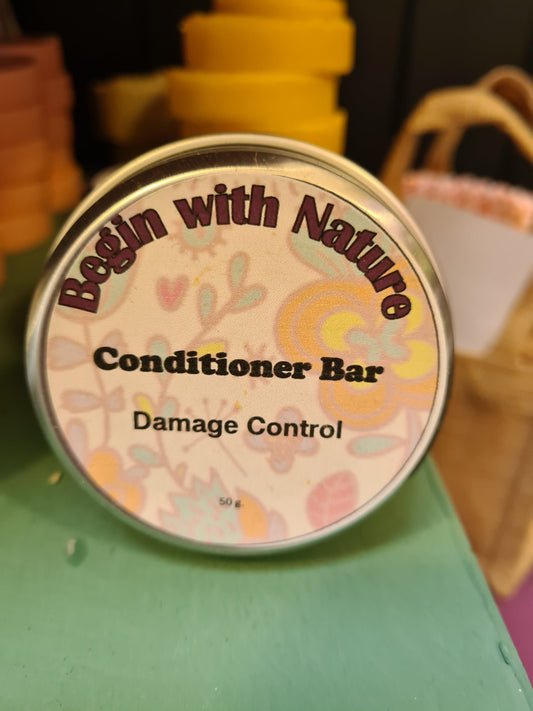 Begin with Nature
Conditioner Bar
Damage Control
50 g.